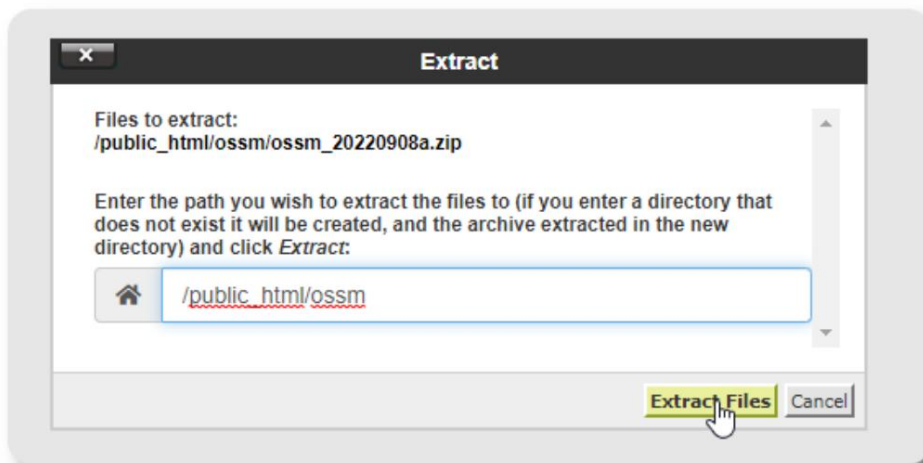 Extract
Files to extract:
/public_html/ossm/ossm_20220908a.zip
Enter the path you wish to extract the files to (if you enter a directory that
does not exist it will be created, and the archive extracted in the new
directory) and click Extract:
/public_html/ossm
Extract Files Cancel